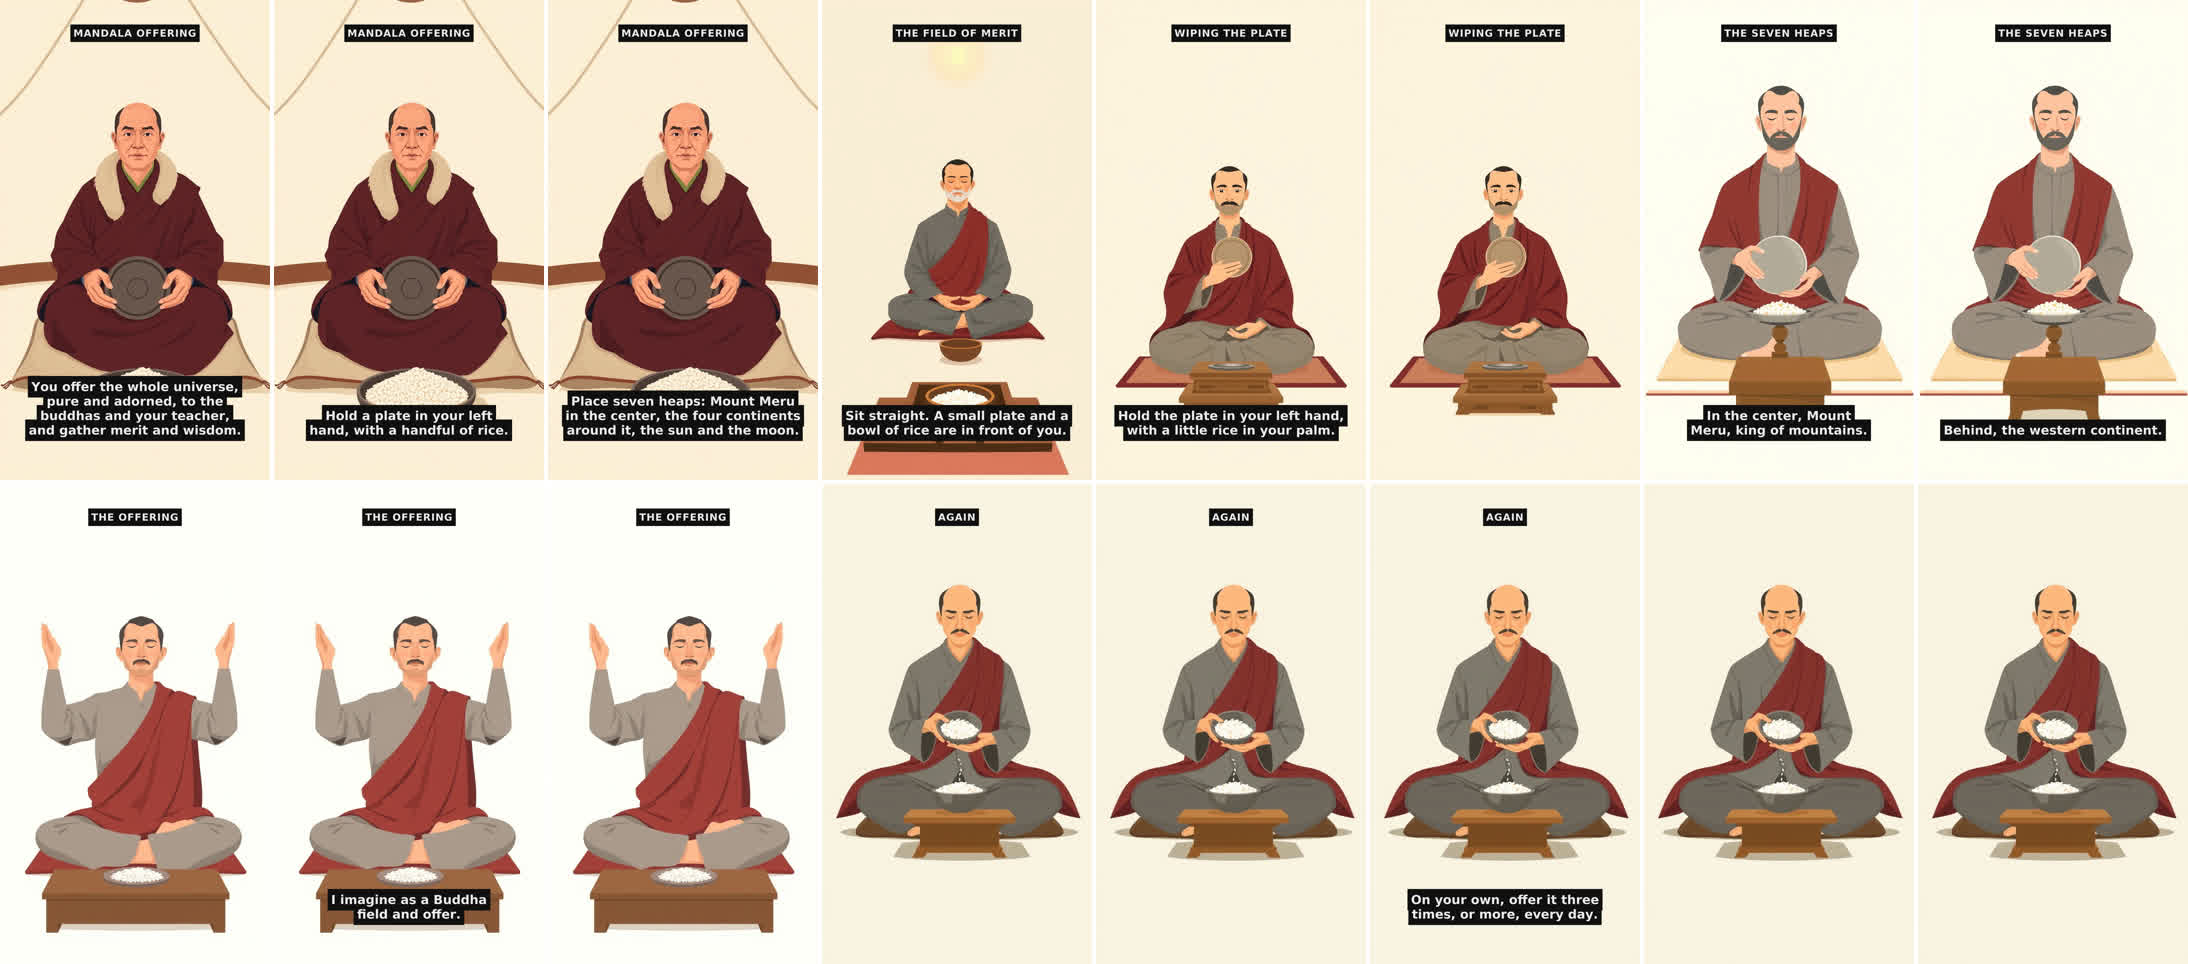 MANDALA OFFERING
You offer the whole universe,
pure and adorned, to the
buddhas and your teacher,
and gather merit and wisdom.
MANDALA OFFERING
Hold a plate in your left
hand, with a handful of rice.
MANDALA OFFERING
Place seven heaps: Mount Meru
in the center, the four continents
around it, the sun and the moon.
THE FIELD OF MERIT
Sit straight. A small plate and a
bowl of rice are in front of you.
WIPING THE PLATE
Hold the plate in your left hand,
with a little rice in your palm.
WIPING THE PLATE
THE SEVEN HEAPS
In the center, Mount
Meru, king of mountains.
THE SEVEN HEAPS
Behind, the western continent.
THE OFFERING
THE OFFERING
I imagine as a Buddha
field and offer.
THE OFFERING
AGAIN
AGAIN
AGAIN
On your own, offer it three
times, or more, every day.